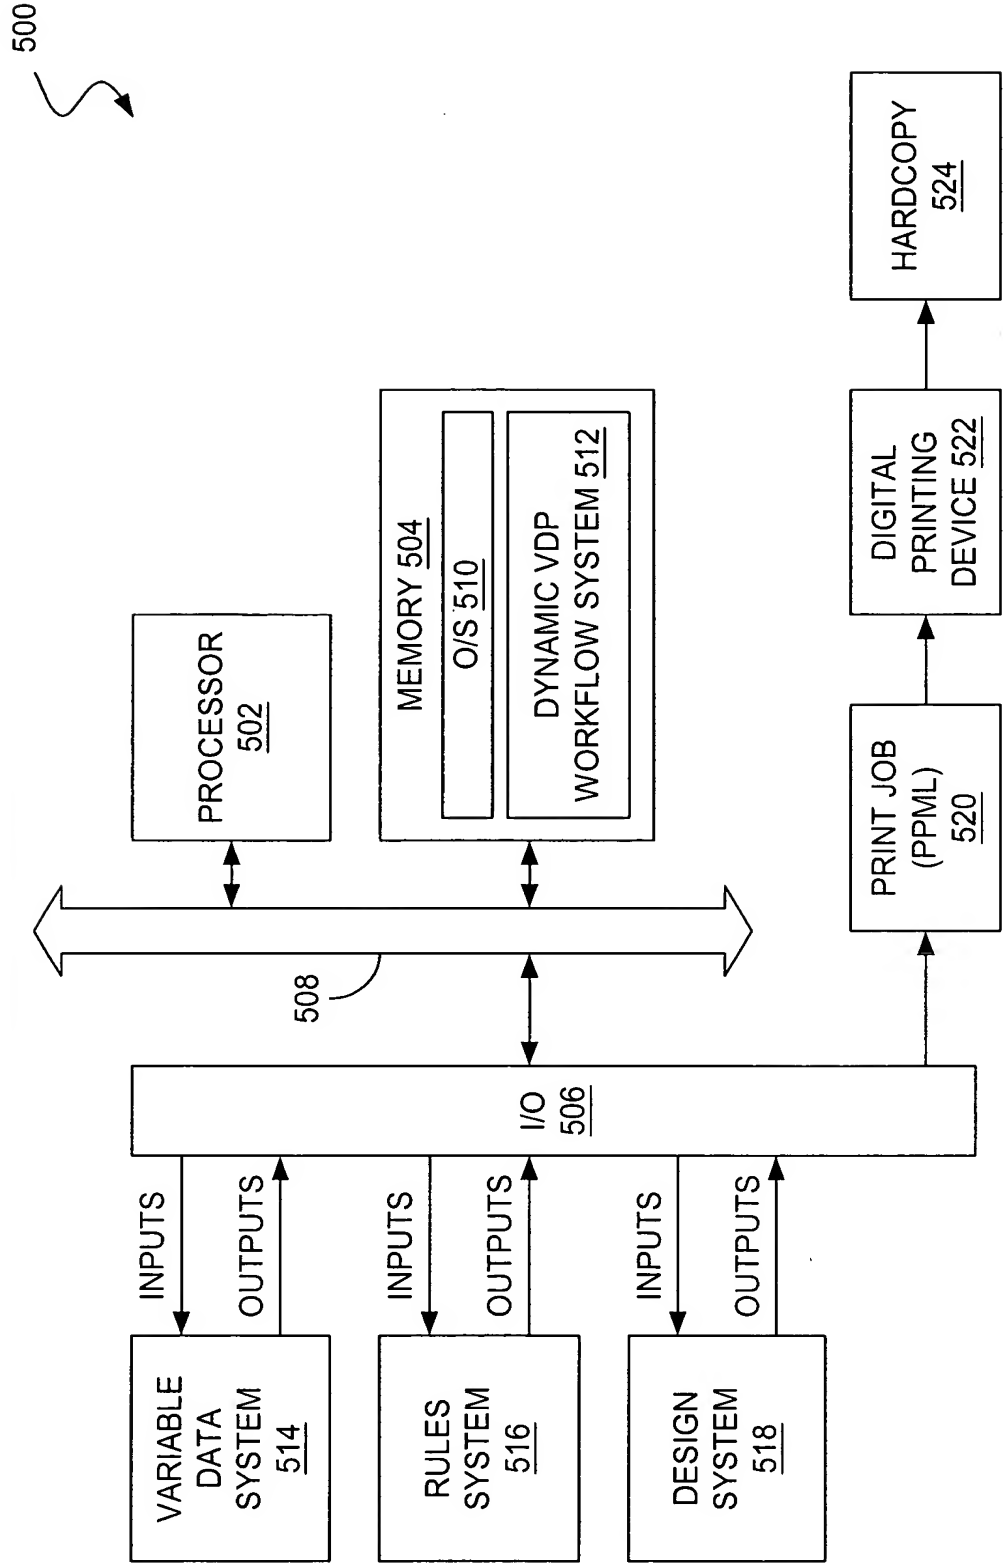 500
PROCESSOR
502
MEMORY 504
O/S 510
DYNAMIC VDP
WORKFLOW SYSTEM 512
508
I/O
506
INPUTS
OUTPUTS
INPUTS
OUTPUTS
INPUTS
OUTPUTS
VARIABLE
DATA
SYSTEM
514
RULES
SYSTEM
516
DESIGN
SYSTEM
518
PRINT JOB
(PPML)
520
DIGITAL
PRINTING
DEVICE 522
HARDCOPY
524